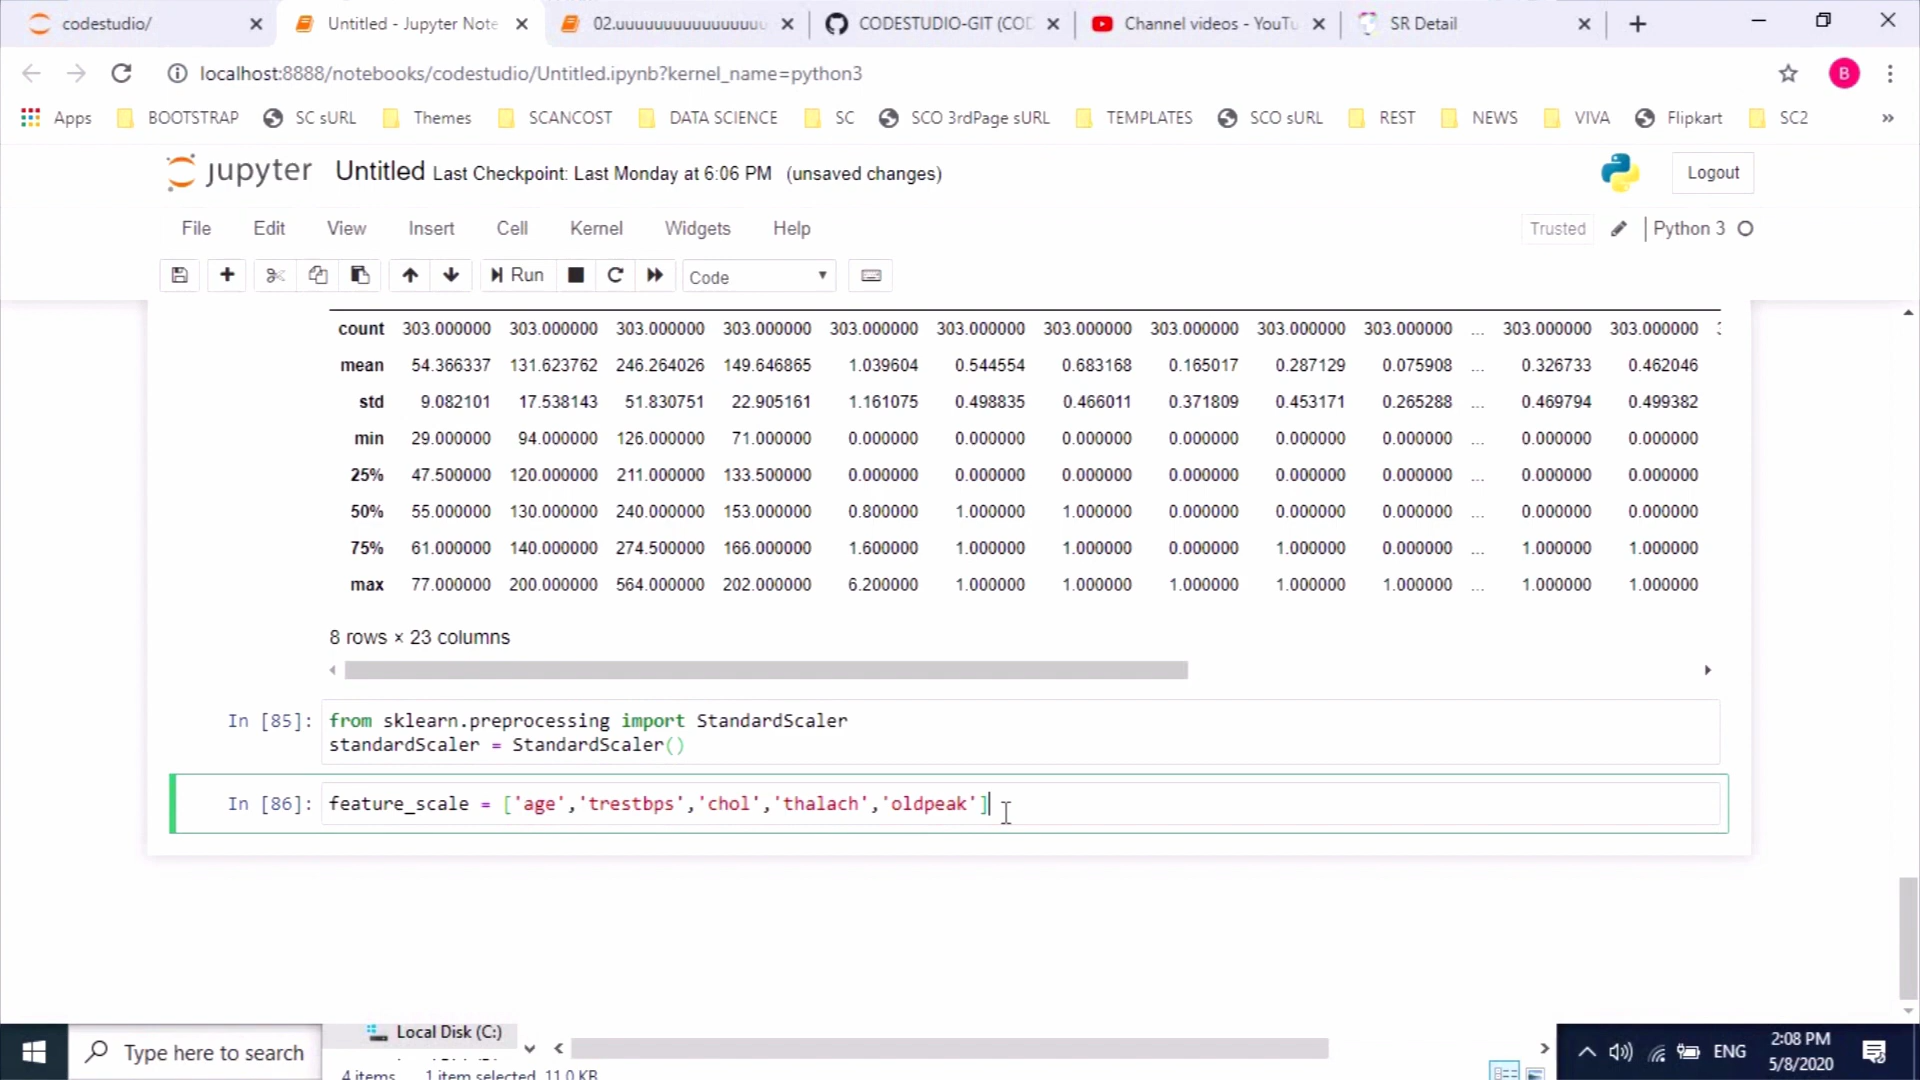 codestudio/
Untitled - Jupyter Note
02.uuuuuuuuuuuuuuuu
CODESTUDIO-GIT (COD
Channel videos - YouTu
SR Detail
localhost:8888/notebooks/codestudio/Untitled.ipynb?kernel_name=python3
B
Apps BOOTSTRAP SC sURL Themes SCANCOST DATA SCIENCE SC SCO 3rdPage sURL TEMPLATES SCO sURL REST NEWS VIVA Flipkart SC2 »
jupyter Untitled Last Checkpoint: Last Monday at 6:06 PM (unsaved changes)
Logout
File Edit View Insert Cell Kernel Widgets Help
Trusted Python 3
Run Code
count 303.000000 303.000000 303.000000 303.000000 303.000000 303.000000 303.000000 303.000000 303.000000 303.000000 ... 303.000000 303.000000
mean 54.366337 131.623762 246.264026 149.646865 1.039604 0.544554 0.683168 0.165017 0.287129 0.075908 ... 0.326733 0.462046
std 9.082101 17.538143 51.830751 22.905161 1.161075 0.498835 0.466011 0.371809 0.453171 0.265288 ... 0.469794 0.499382
min 29.000000 94.000000 126.000000 71.000000 0.000000 0.000000 0.000000 0.000000 0.000000 0.000000 ... 0.000000 0.000000
25% 47.500000 120.000000 211.000000 133.500000 0.000000 0.000000 0.000000 0.000000 0.000000 0.000000 ... 0.000000 0.000000
50% 55.000000 130.000000 240.000000 153.000000 0.800000 1.000000 1.000000 0.000000 0.000000 0.000000 ... 0.000000 0.000000
75% 61.000000 140.000000 274.500000 166.000000 1.600000 1.000000 1.000000 0.000000 1.000000 0.000000 ... 1.000000 1.000000
max 77.000000 200.000000 564.000000 202.000000 6.200000 1.000000 1.000000 1.000000 1.000000 1.000000 ... 1.000000 1.000000
8 rows × 23 columns
In [85]: from sklearn.preprocessing import StandardScaler
standardScaler = StandardScaler()
In [86]: feature_scale = ['age','trestbps','chol','thalach','oldpeak']
Local Disk (C:)
Type here to search
4 items 1 item selected 11.0 KB
ENG
2:08 PM
5/8/2020